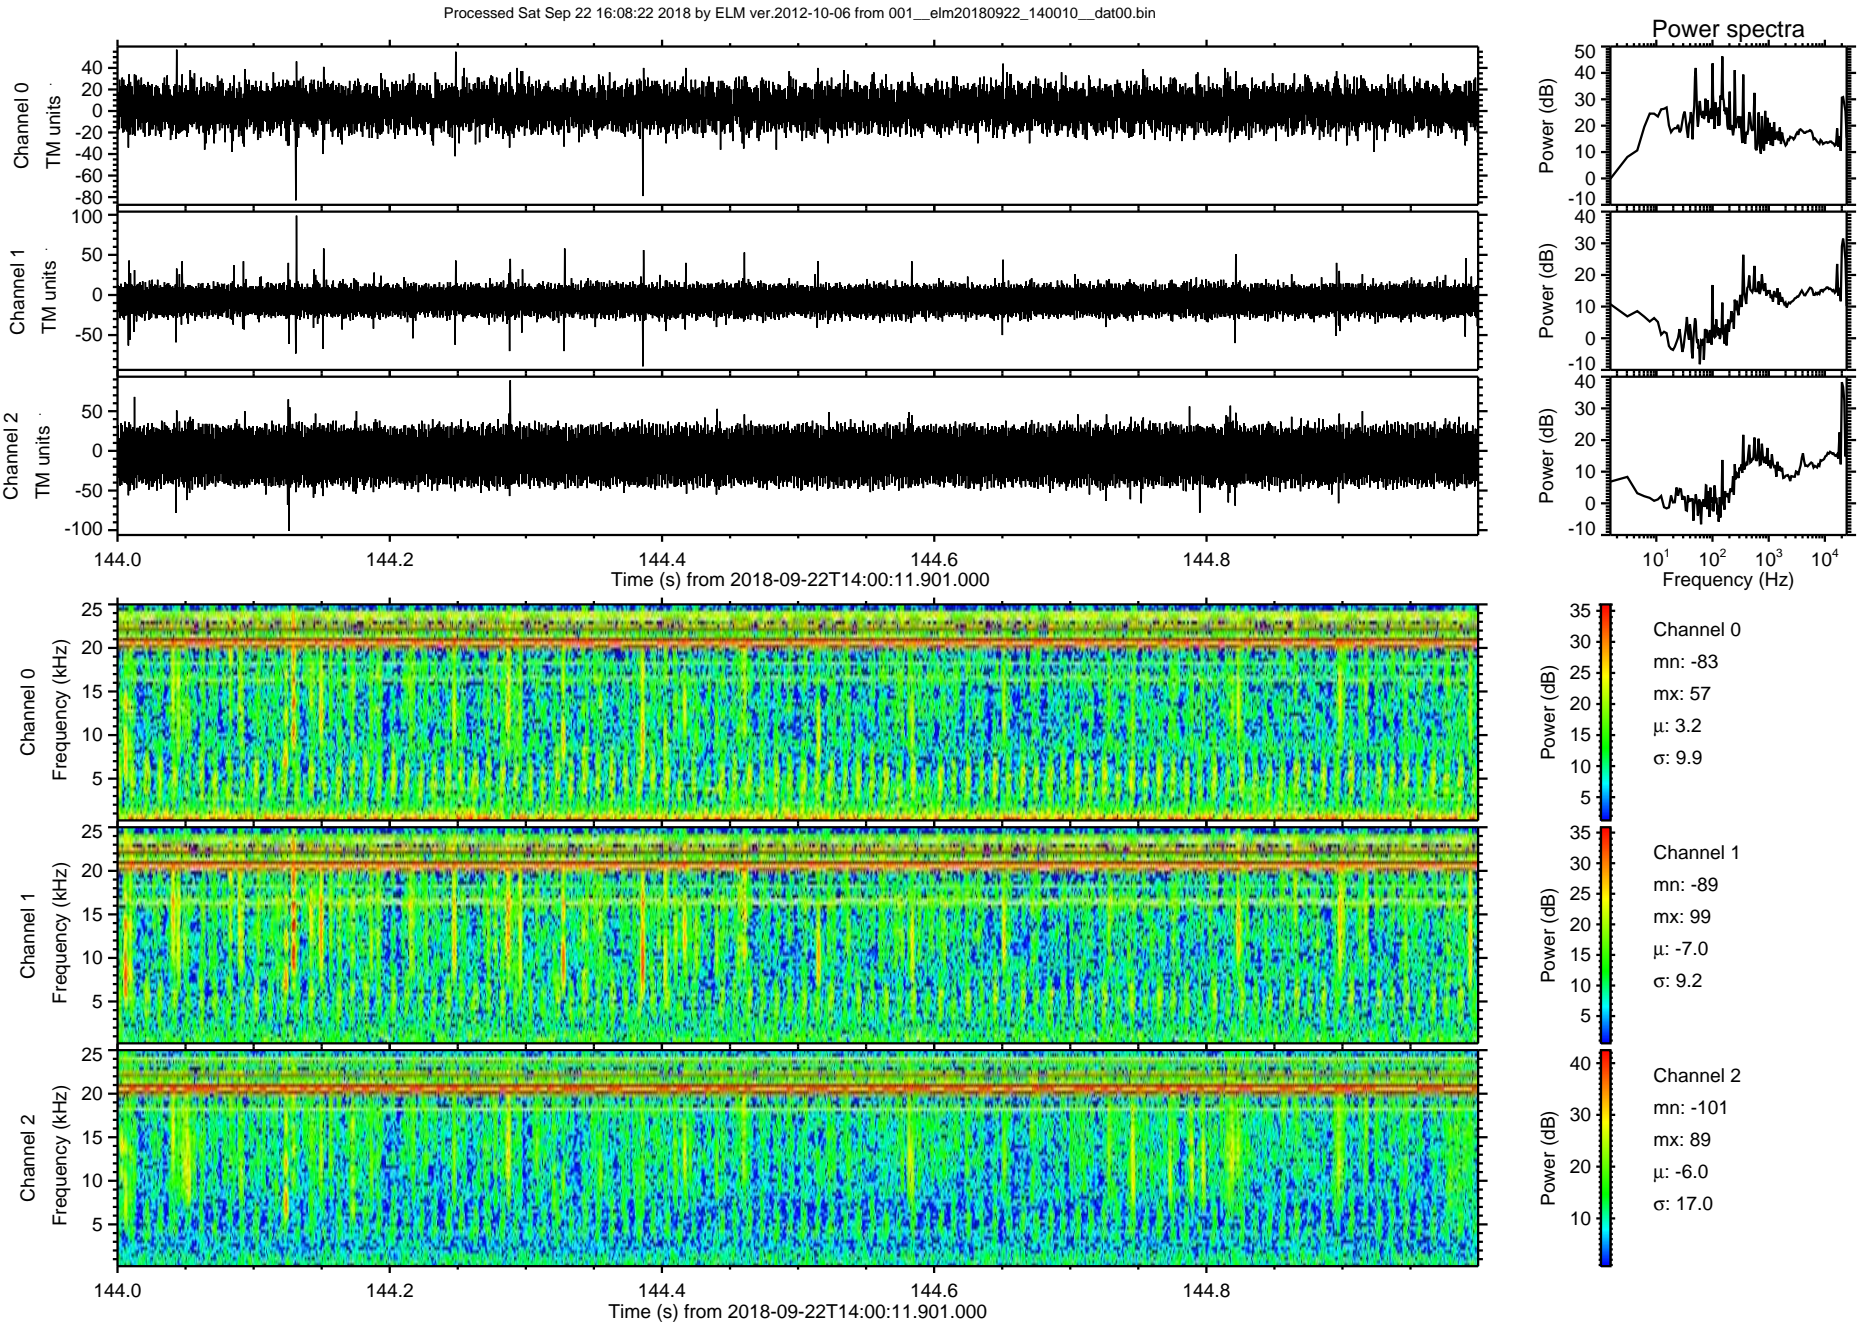 Processed Sat Sep 22 16:08:22 2018 by ELM ver.2012-10-06 from 001__elm20180922_140010__dat00.bin
Power spectra
Channel 0
TM units
40
20
0
-20
-40
-60
-80
Power (dB)
50
40
30
20
10
0
-10
Channel 1
TM units
100
50
0
-50
Power (dB)
40
30
20
10
0
-10
Channel 2
TM units
50
0
-50
-100
Power (dB)
40
30
20
10
0
-10
144.0 144.2 144.4 144.6 144.8
Time (s) from 2018-09-22T14:00:11.901.000
10¹ 10² 10³ 10⁴
Frequency (Hz)
Channel 0
Frequency (kHz)
25
20
15
10
5
Power (dB)
35
30
25
20
15
10
5
Channel 0
mn: -83
mx: 57
μ: 3.2
σ: 9.9
Channel 1
Frequency (kHz)
25
20
15
10
5
Power (dB)
35
30
25
20
15
10
5
Channel 1
mn: -89
mx: 99
μ: -7.0
σ: 9.2
Channel 2
Frequency (kHz)
25
20
15
10
5
Power (dB)
40
30
20
10
Channel 2
mn: -101
mx: 89
μ: -6.0
σ: 17.0
144.0 144.2 144.4 144.6 144.8
Time (s) from 2018-09-22T14:00:11.901.000